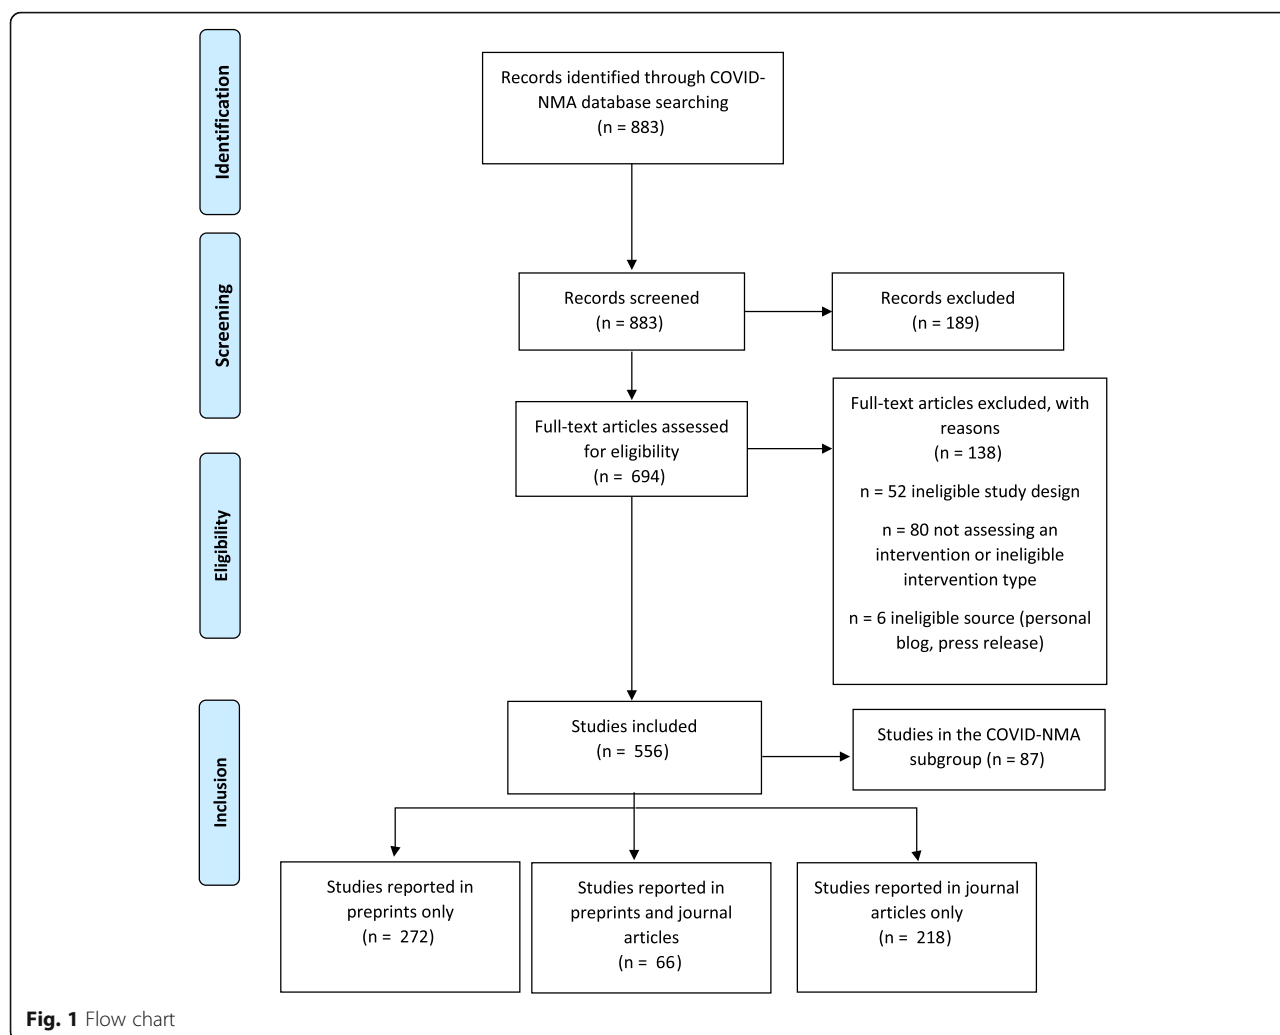 Identification
Records identified through COVID-
NMA database searching
(n = 883)
Screening
Records screened
(n = 883)
Records excluded
(n = 189)
Full-text articles assessed
for eligibility
(n = 694)
Full-text articles excluded, with
reasons
(n = 138)
n = 52 ineligible study design
n = 80 not assessing an
intervention or ineligible
intervention type
n = 6 ineligible source (personal
blog, press release)
Eligibility
Inclusion
Studies included
(n = 556)
Studies in the COVID-NMA
subgroup (n = 87)
Studies reported in
preprints only
(n = 272)
Studies reported in
preprints and journal
articles
(n = 66)
Studies reported in journal
articles only
(n = 218)
Fig. 1 Flow chart